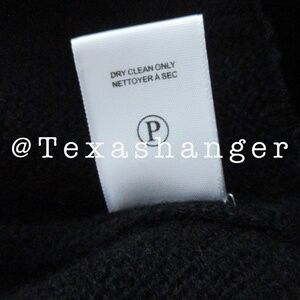 DRY CLEAN ONLY
NETTOYER À SEC
P
@Texashanger